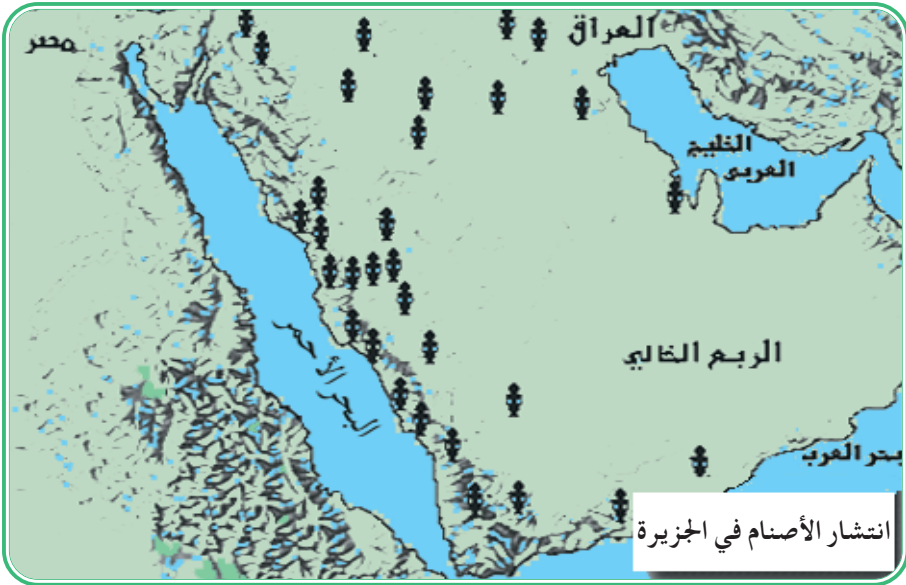 العراق
مصر
الخليج
العربي
البحر الأحمر
الربع الخالي
بحر العرب
انتشار الأصنام في الجزيرة